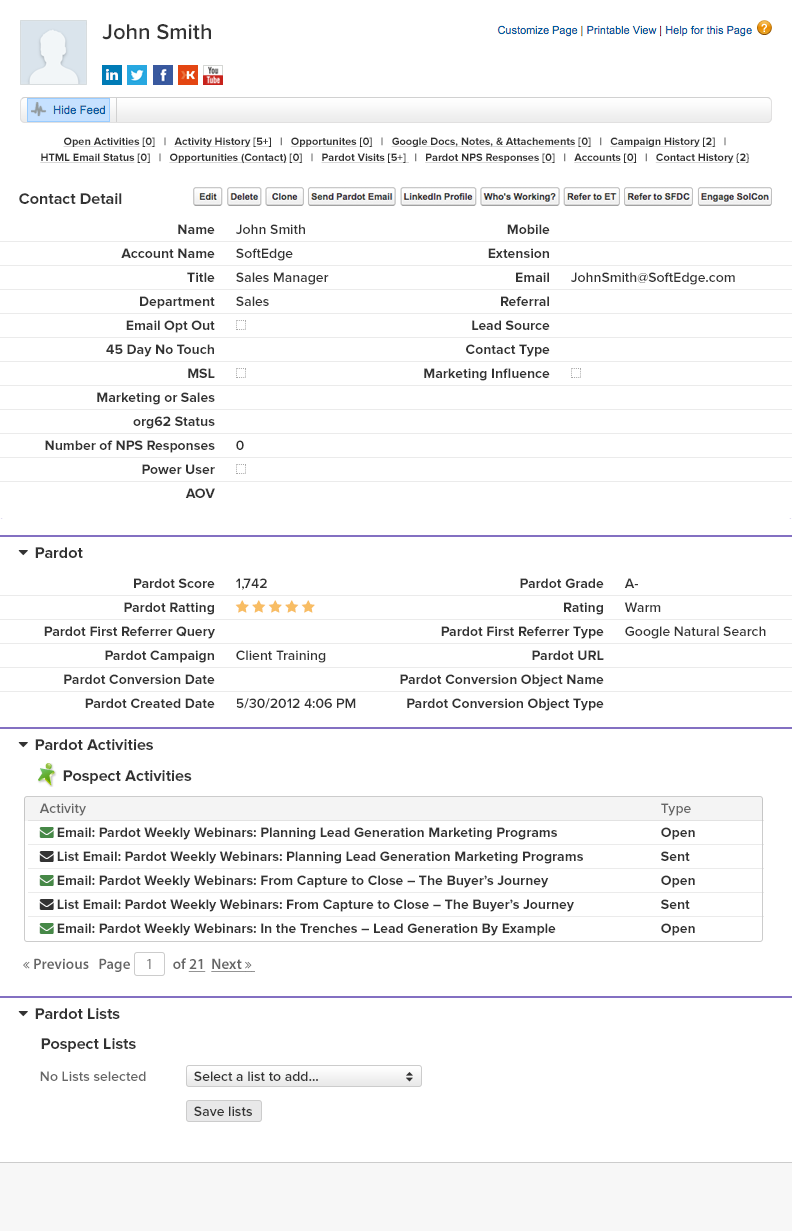 John Smith
Customize Page | Printable View | Help for this Page ?
in f K You Tube
Hide Feed
Open Activities [0] | Activity History [5+] | Opportunites [0] | Google Docs, Notes, & Attachements [0] | Campaign History [2] |
HTML Email Status [0] | Opportunities (Contact) [0] | Pardot Visits [5+] | Pardot NPS Responses [0] | Accounts [0] | Contact History [2]
Contact Detail Edit Delete Clone Send Pardot Email LinkedIn Profile Who's Working? Refer to ET Refer to SFDC Engage SolCon
Name John Smith Mobile
Account Name SoftEdge Extension
Title Sales Manager Email JohnSmith@SoftEdge.com
Department Sales Referral
Email Opt Out Lead Source
45 Day No Touch Contact Type
MSL Marketing Influence
Marketing or Sales
org62 Status
Number of NPS Responses 0
Power User
AOV
Pardot
Pardot Score 1,742 Pardot Grade A-
Pardot Ratting Rating Warm
Pardot First Referrer Query Pardot First Referrer Type Google Natural Search
Pardot Campaign Client Training Pardot URL
Pardot Conversion Date Pardot Conversion Object Name
Pardot Created Date 5/30/2012 4:06 PM Pardot Conversion Object Type
Pardot Activities
Pospect Activities
Activity Type
Email: Pardot Weekly Webinars: Planning Lead Generation Marketing Programs Open
List Email: Pardot Weekly Webinars: Planning Lead Generation Marketing Programs Sent
Email: Pardot Weekly Webinars: From Capture to Close – The Buyer’s Journey Open
List Email: Pardot Weekly Webinars: From Capture to Close – The Buyer’s Journey Sent
Email: Pardot Weekly Webinars: In the Trenches – Lead Generation By Example Open
« Previous Page 1 of 21 Next »
Pardot Lists
Pospect Lists
No Lists selected Select a list to add...
Save lists